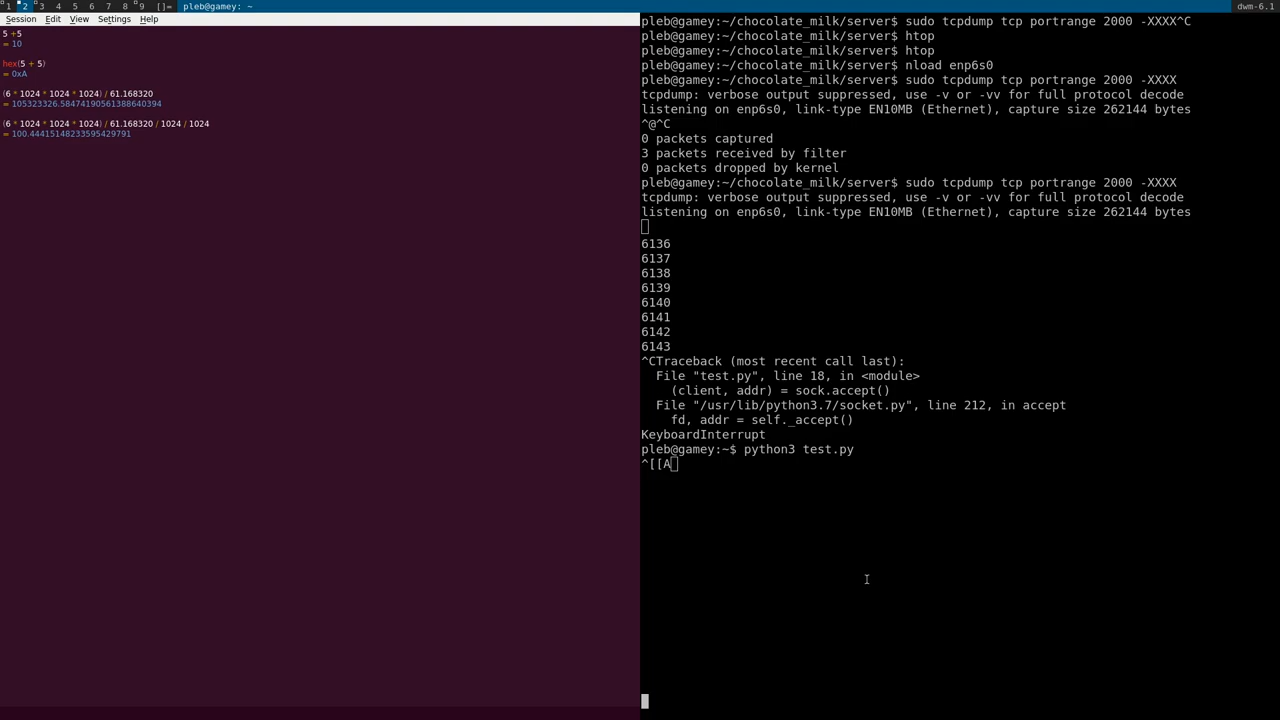 1 2 3 4 5 6 7 8 9 []= pleb@gamey: ~ dwm-6.1
Session Edit View Settings Help
5 +5
= 10
hex(5 + 5)
= 0xA
(6 * 1024 * 1024 * 1024) / 61.168320
= 105323326.58474190561388640394
(6 * 1024 * 1024 * 1024) / 61.168320 / 1024 / 1024
= 100.44415148233595429791
pleb@gamey:~/chocolate_milk/server$ sudo tcpdump tcp portrange 2000 -XXXX^C
pleb@gamey:~/chocolate_milk/server$ htop
pleb@gamey:~/chocolate_milk/server$ htop
pleb@gamey:~/chocolate_milk/server$ nload enp6s0
pleb@gamey:~/chocolate_milk/server$ sudo tcpdump tcp portrange 2000 -XXXX
tcpdump: verbose output suppressed, use -v or -vv for full protocol decode
listening on enp6s0, link-type EN10MB (Ethernet), capture size 262144 bytes
^@^C
0 packets captured
3 packets received by filter
0 packets dropped by kernel
pleb@gamey:~/chocolate_milk/server$ sudo tcpdump tcp portrange 2000 -XXXX
tcpdump: verbose output suppressed, use -v or -vv for full protocol decode
listening on enp6s0, link-type EN10MB (Ethernet), capture size 262144 bytes
6136
6137
6138
6139
6140
6141
6142
6143
^CTraceback (most recent call last):
  File "test.py", line 18, in <module>
    (client, addr) = sock.accept()
  File "/usr/lib/python3.7/socket.py", line 212, in accept
    fd, addr = self._accept()
KeyboardInterrupt
pleb@gamey:~$ python3 test.py
^[[A